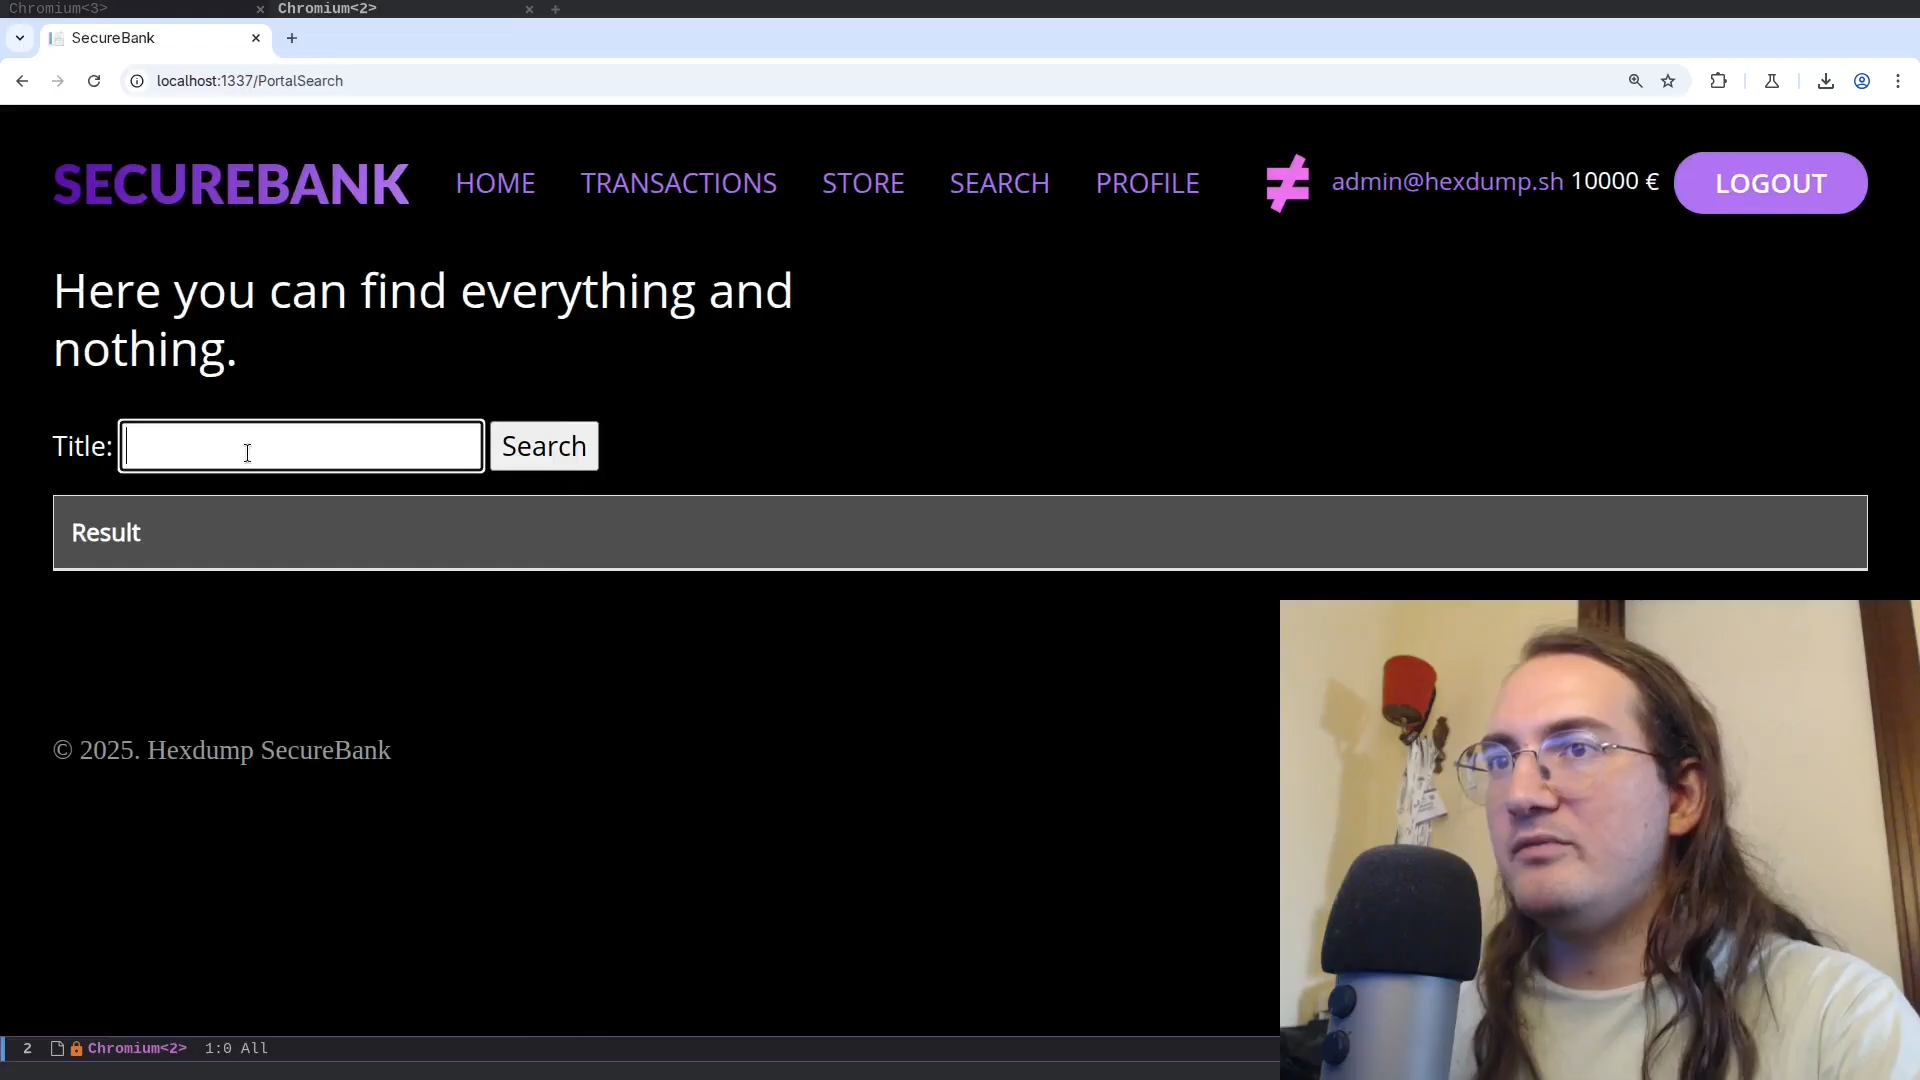 Chromium<3>
Chromium<2>
SecureBank
localhost:1337/PortalSearch
SECUREBANK HOME TRANSACTIONS STORE SEARCH PROFILE admin@hexdump.sh 10000 € LOGOUT
Here you can find everything and
nothing.
Title: Search
Result
© 2025. Hexdump SecureBank
2 Chromium<2> 1:0 All